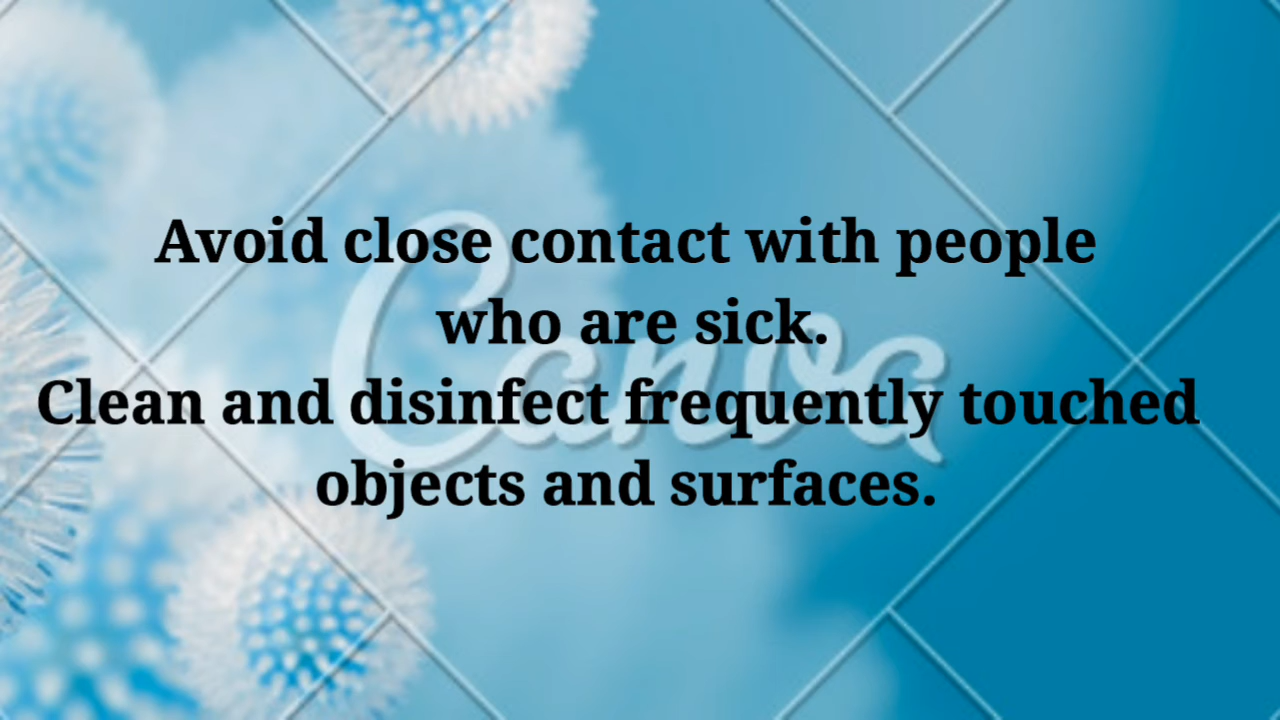 Avoid close contact with people
who are sick.
Canva
Clean and disinfect frequently touched
objects and surfaces.